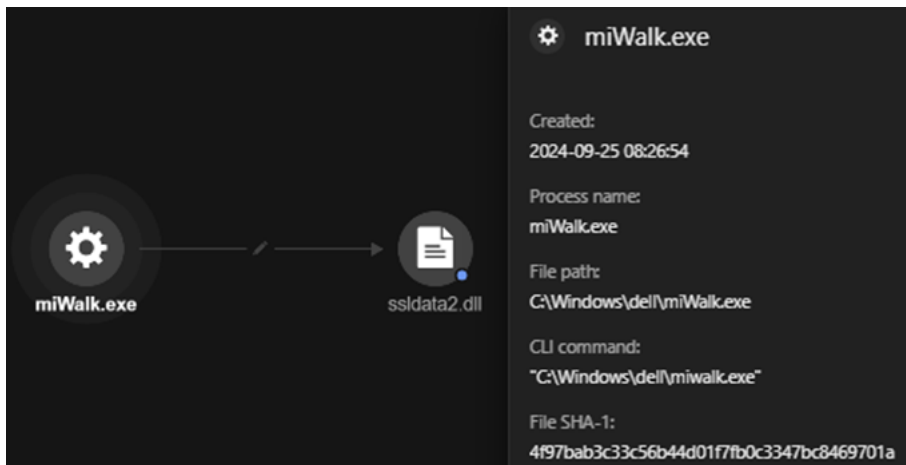 miWalk.exe
ssldata2.dll
miWalk.exe
Created:
2024-09-25 08:26:54
Process name:
miWalk.exe
File path:
C:\Windows\dell\miWalk.exe
CLI command:
"C:\Windows\dell\miwalk.exe"
File SHA-1:
4f97bab3c33c56b44d01f7fb0c3347bc8469701a